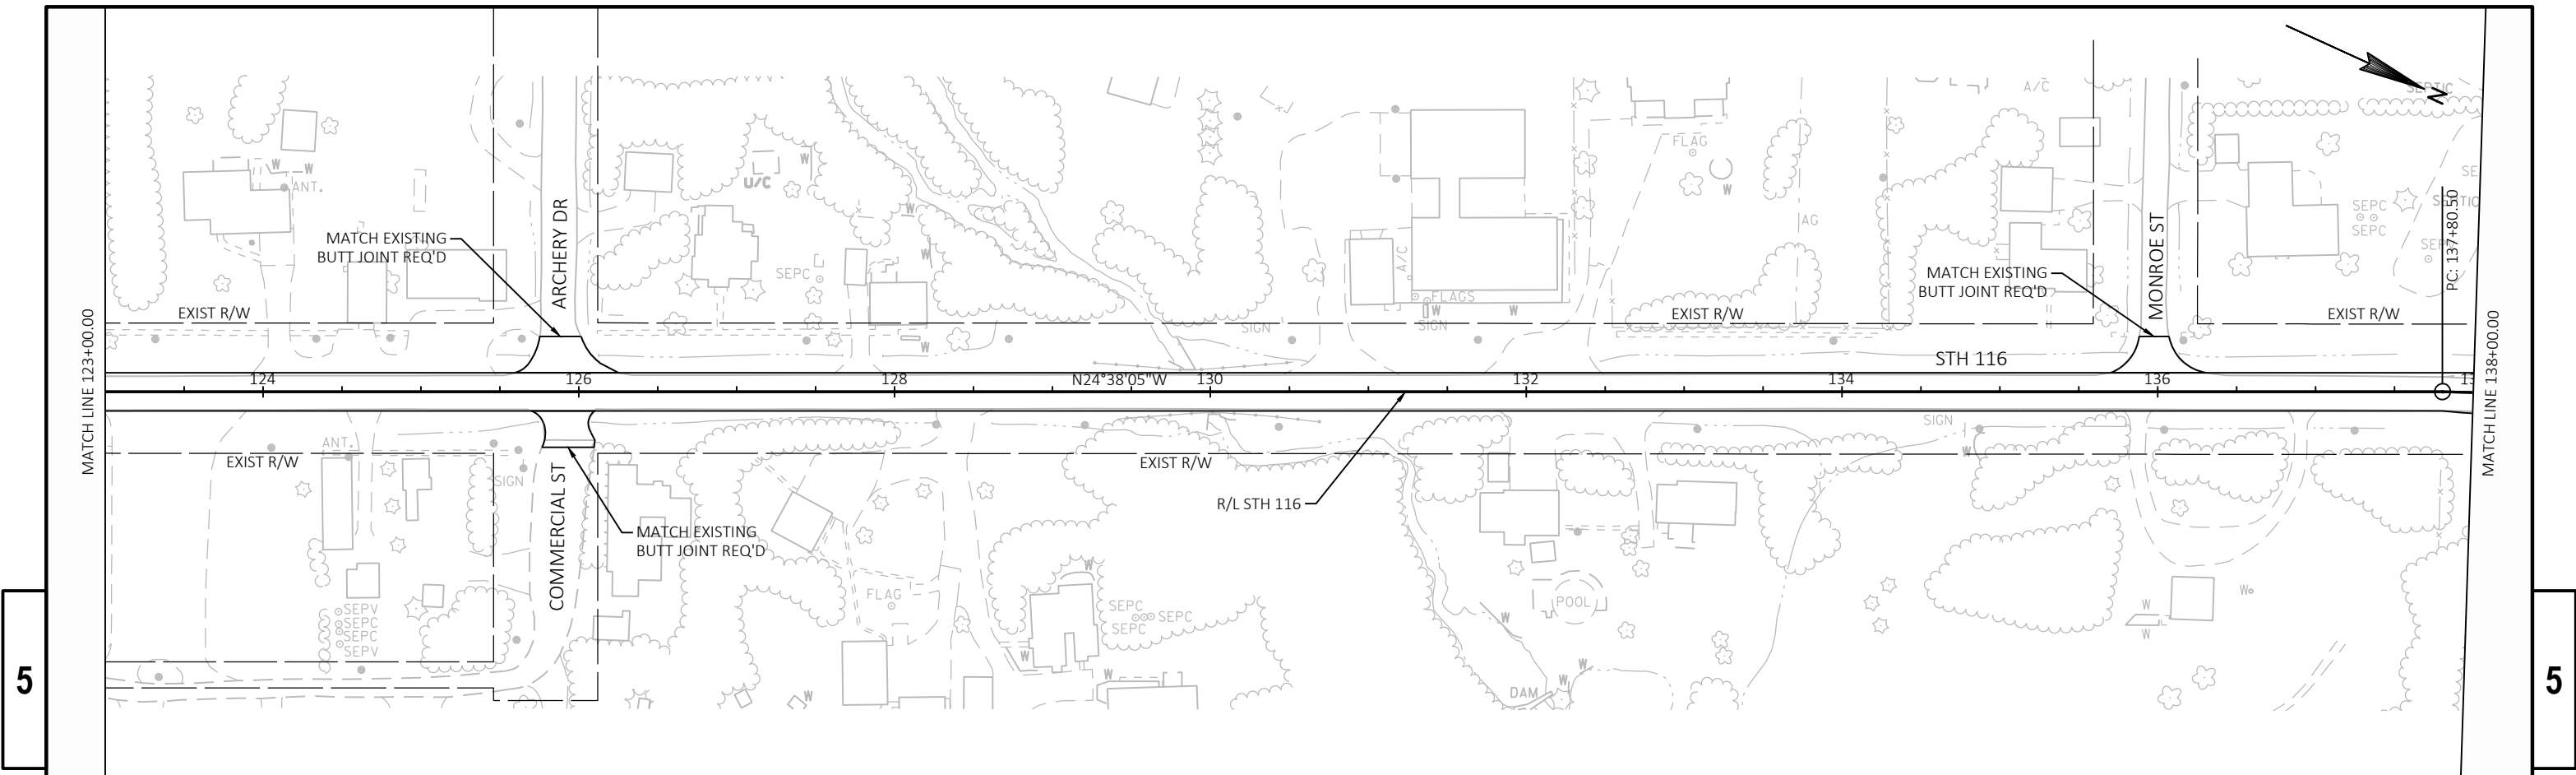 SEPTIC
A/C
FLAG
ANT.
W
W
W
U/C
W
W
SEPC
SEPC
SEPTIC
PC: 137+80.50
AG
ARCHERY DR
MONROE ST
MATCH EXISTING
BUTT JOINT REQ'D
SEPC
W
A/C
MATCH EXISTING
BUTT JOINT REQ'D
FLAGS
W
W
SIGN
SIGN
EXIST R/W
EXIST R/W
EXIST R/W
W
STH 116
MATCH LINE 123+00.00
MATCH LINE 138+00.00
124
126
128
N24°38'05"W
130
132
134
136
ANT.
SIGN
W
EXIST R/W
EXIST R/W
SIGN
R/L STH 116
COMMERCIAL ST
MATCH EXISTING
BUTT JOINT REQ'D
W
FLAG
SEPV
SEPC
SEPC
SEPV
SEPC
SEPC
SEPC
POOL
W
W
W
W
W
W
W
W
W
DAM
W
5
5